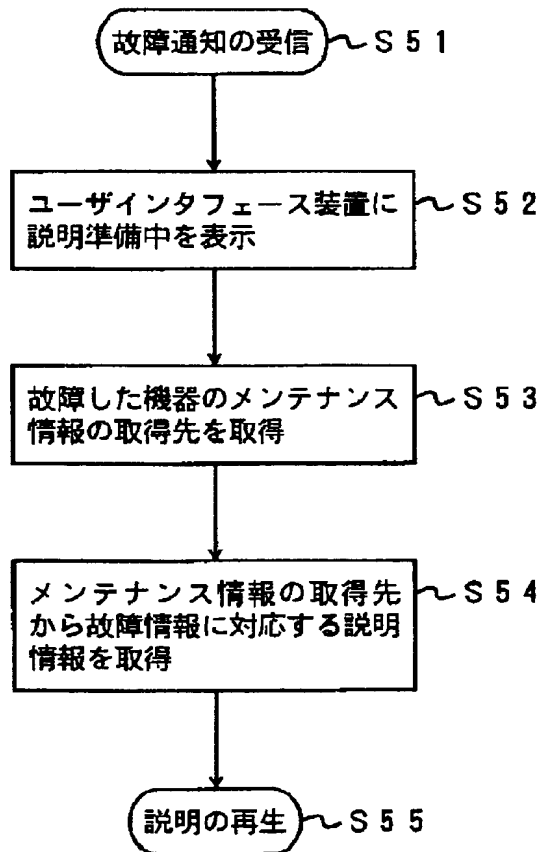 故障通知の受信 S51
ユーザインタフェース装置に S52
説明準備中を表示
故障した機器のメンテナンス S53
情報の取得先を取得
メンテナンス情報の取得先 S54
から故障情報に対応する説明
情報を取得
説明の再生 S55